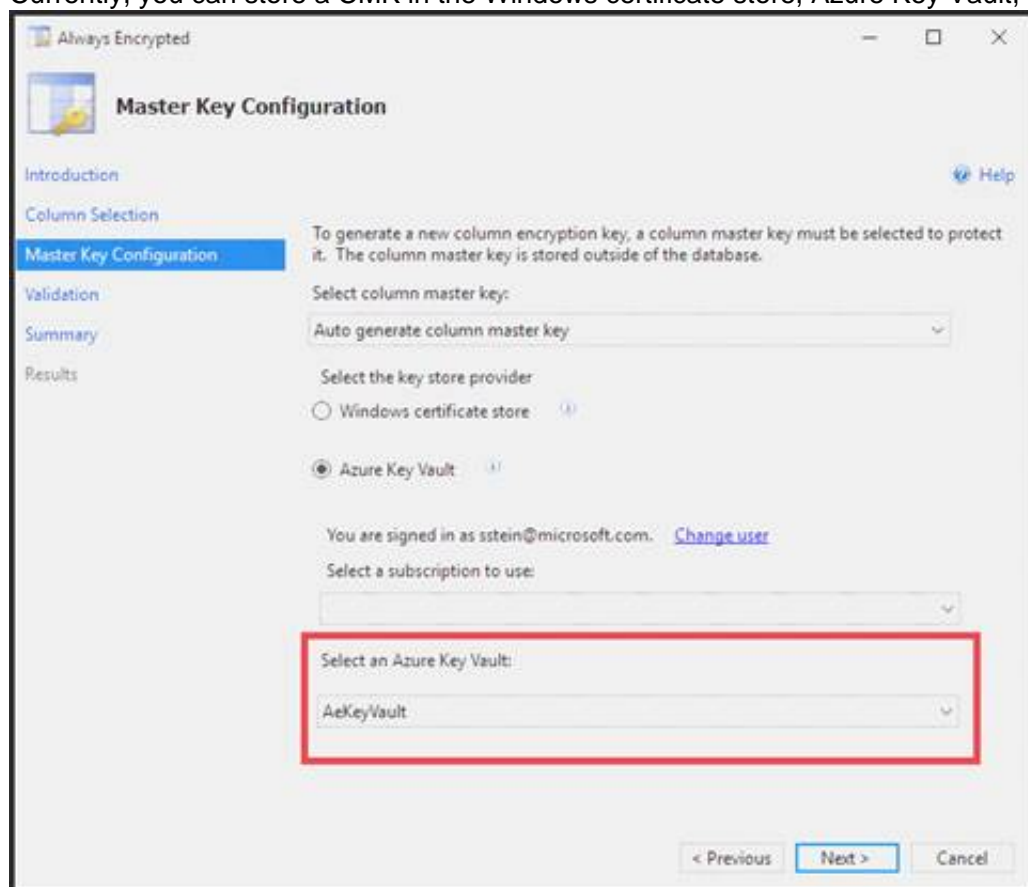 Currently, you can store a CMK in the Windows certificate store, Azure Key Vault,
Always Encrypted
Master Key Configuration
Introduction
Help
Column Selection
To generate a new column encryption key, a column master key must be selected to protect
Master Key Configuration
it. The column master key is stored outside of the database.
Validation
Select column master key:
Summary
Auto generate column master key
Results
Select the key store provider
Windows certificate store
Azure Key Vault
You are signed in as sstein@microsoft.com. Change user
Select a subscription to use:
Select an Azure Key Vault:
AeKeyVault
< Previous
Next >
Cancel